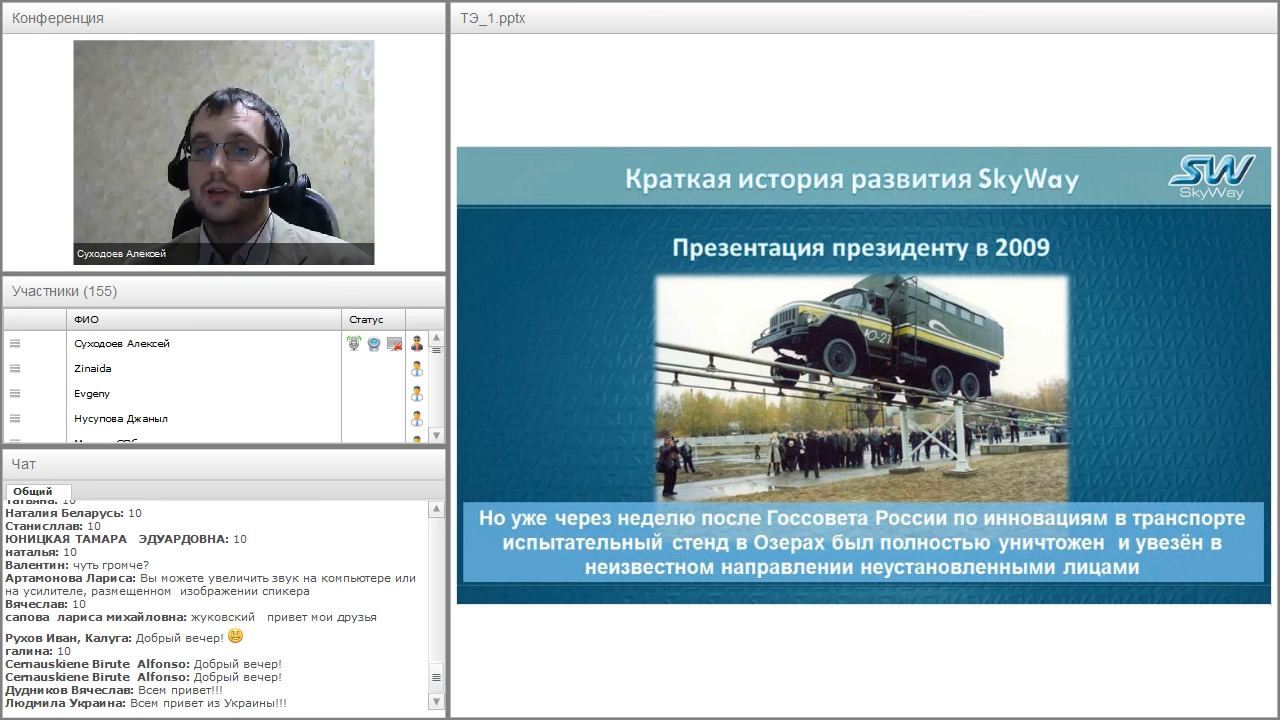 Конференция
Суходоев Алексей
Участники (155)
ФИО
Статус
Суходоев Алексей
Zinaida
Evgeny
Нусупова Джаныл
Чат
Общий
Татьяна: 10
Наталия Беларусь: 10
Станисллав: 10
ЮНИЦКАЯ ТАМАРА ЭДУАРДОВНА: 10
наталья: 10
Валентин: чуть громче?
Артамонова Лариса: Вы можете увеличить звук на компьютере или
на усилителе, размещенном изображении спикера
Вячеслав: 10
сапова лариса михайловна: жуковский привет мои друзья
Рухов Иван, Калуга: Добрый вечер!
галина: 10
Cernauskiene Birute Alfonso: Добрый вечер!
Cernauskiene Birute Alfonso: Добрый вечер!
Дудников Вячеслав: Всем привет!!!
Людмила Украина: Всем привет из Украины!!!
ТЭ_1.pptx
Краткая история развития SkyWay
SW
SkyWay
Презентация президенту в 2009
Ю-21
Но уже через неделю после Госсовета России по инновациям в транспорте
испытательный стенд в Озерах был полностью уничтожен и увезён в
неизвестном направлении неустановленными лицами